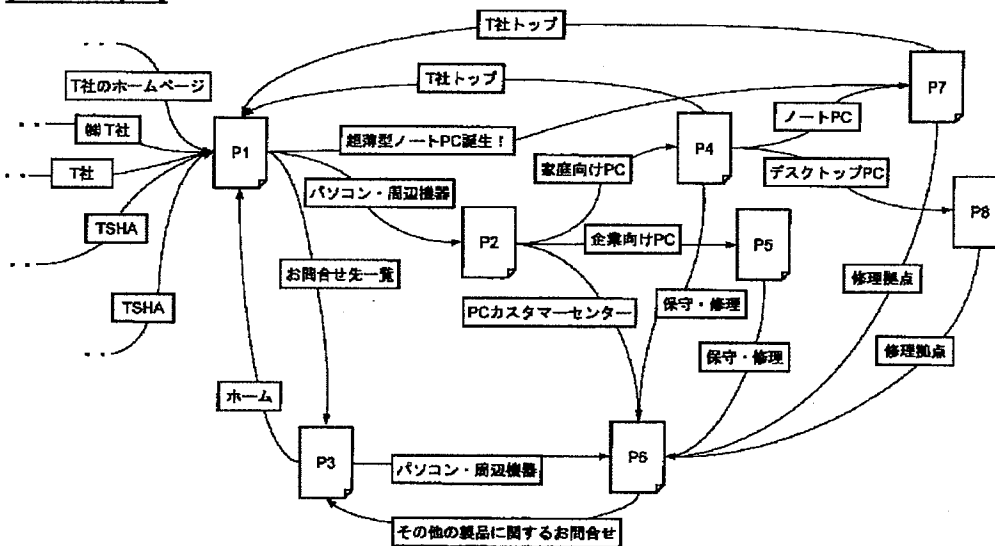 T社トップ
T社のホームページ
T社トップ
P7
㈱T社
P1
超薄型ノートPC誕生!
P4
ノートPC
T社
家庭向けPC
デスクトップPC
パソコン・周辺機器
TSHA
P2
企業向けPC
P5
P8
お問合せ先一覧
修理拠点
TSHA
PCカスタマーセンター
保守・修理
保守・修理
修理拠点
ホーム
P3
パソコン・周辺機器
P6
その他の製品に関するお問合せ